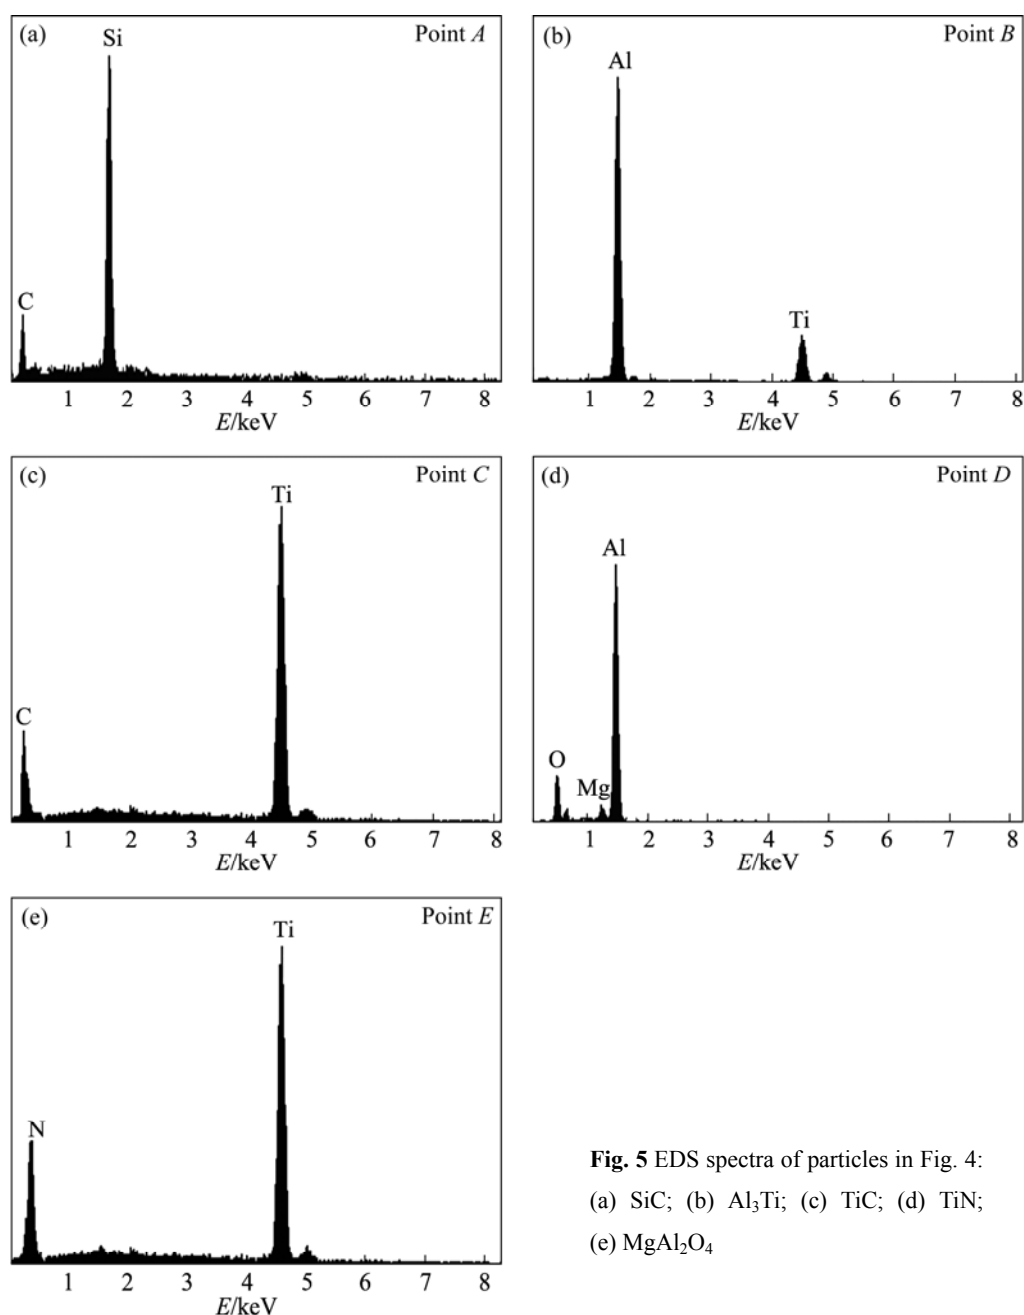 (a) Point A
Si
C
1 2 3 4 5 6 7 8
E/keV
(b) Point B
Al
Ti
1 2 3 4 5 6 7 8
E/keV
(c) Point C
Ti
C
1 2 3 4 5 6 7 8
E/keV
(d) Point D
Al
O
Mg
1 2 3 4 5 6 7 8
E/keV
(e) Point E
Ti
N
1 2 3 4 5 6 7 8
E/keV
Fig. 5 EDS spectra of particles in Fig. 4:
(a) SiC; (b) Al₃Ti; (c) TiC; (d) TiN;
(e) MgAl₂O₄